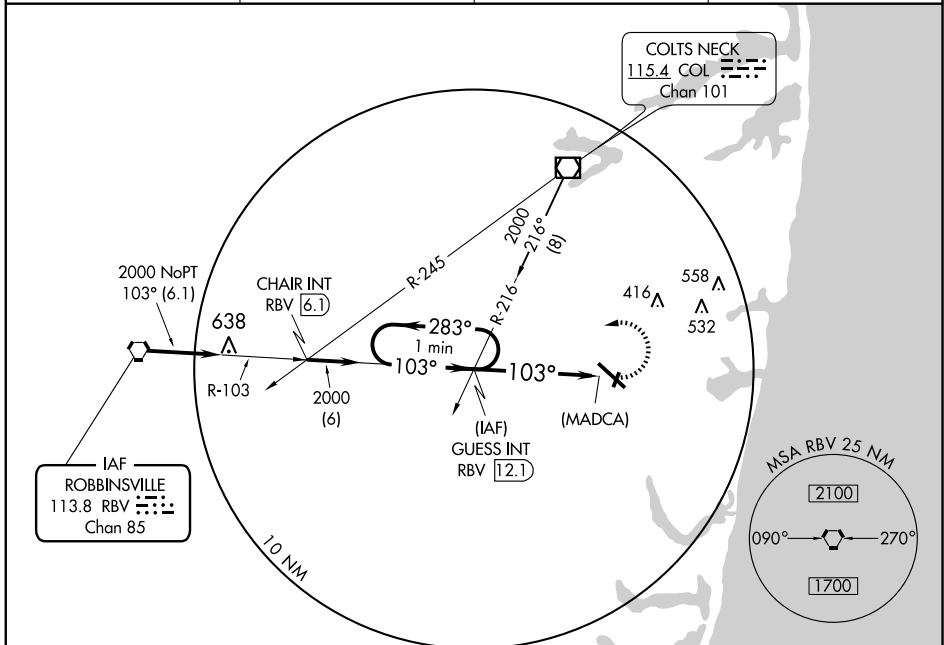 COLTS NECK
115.4 COL
Chan 101
2000
216°
(8)
R-245
R-216
2000 NoPT
103° (6.1)
CHAIR INT
RBV 6.1
638
416
558
532
283°
1 min
103°
103°
R-103
2000
(6)
(IAF)
GUESS INT
RBV 12.1
(MADCA)
IAF
ROBBINSVILLE
113.8 RBV
Chan 85
10 NM
MSA RBV 25 NM
2100
090°
270°
1700